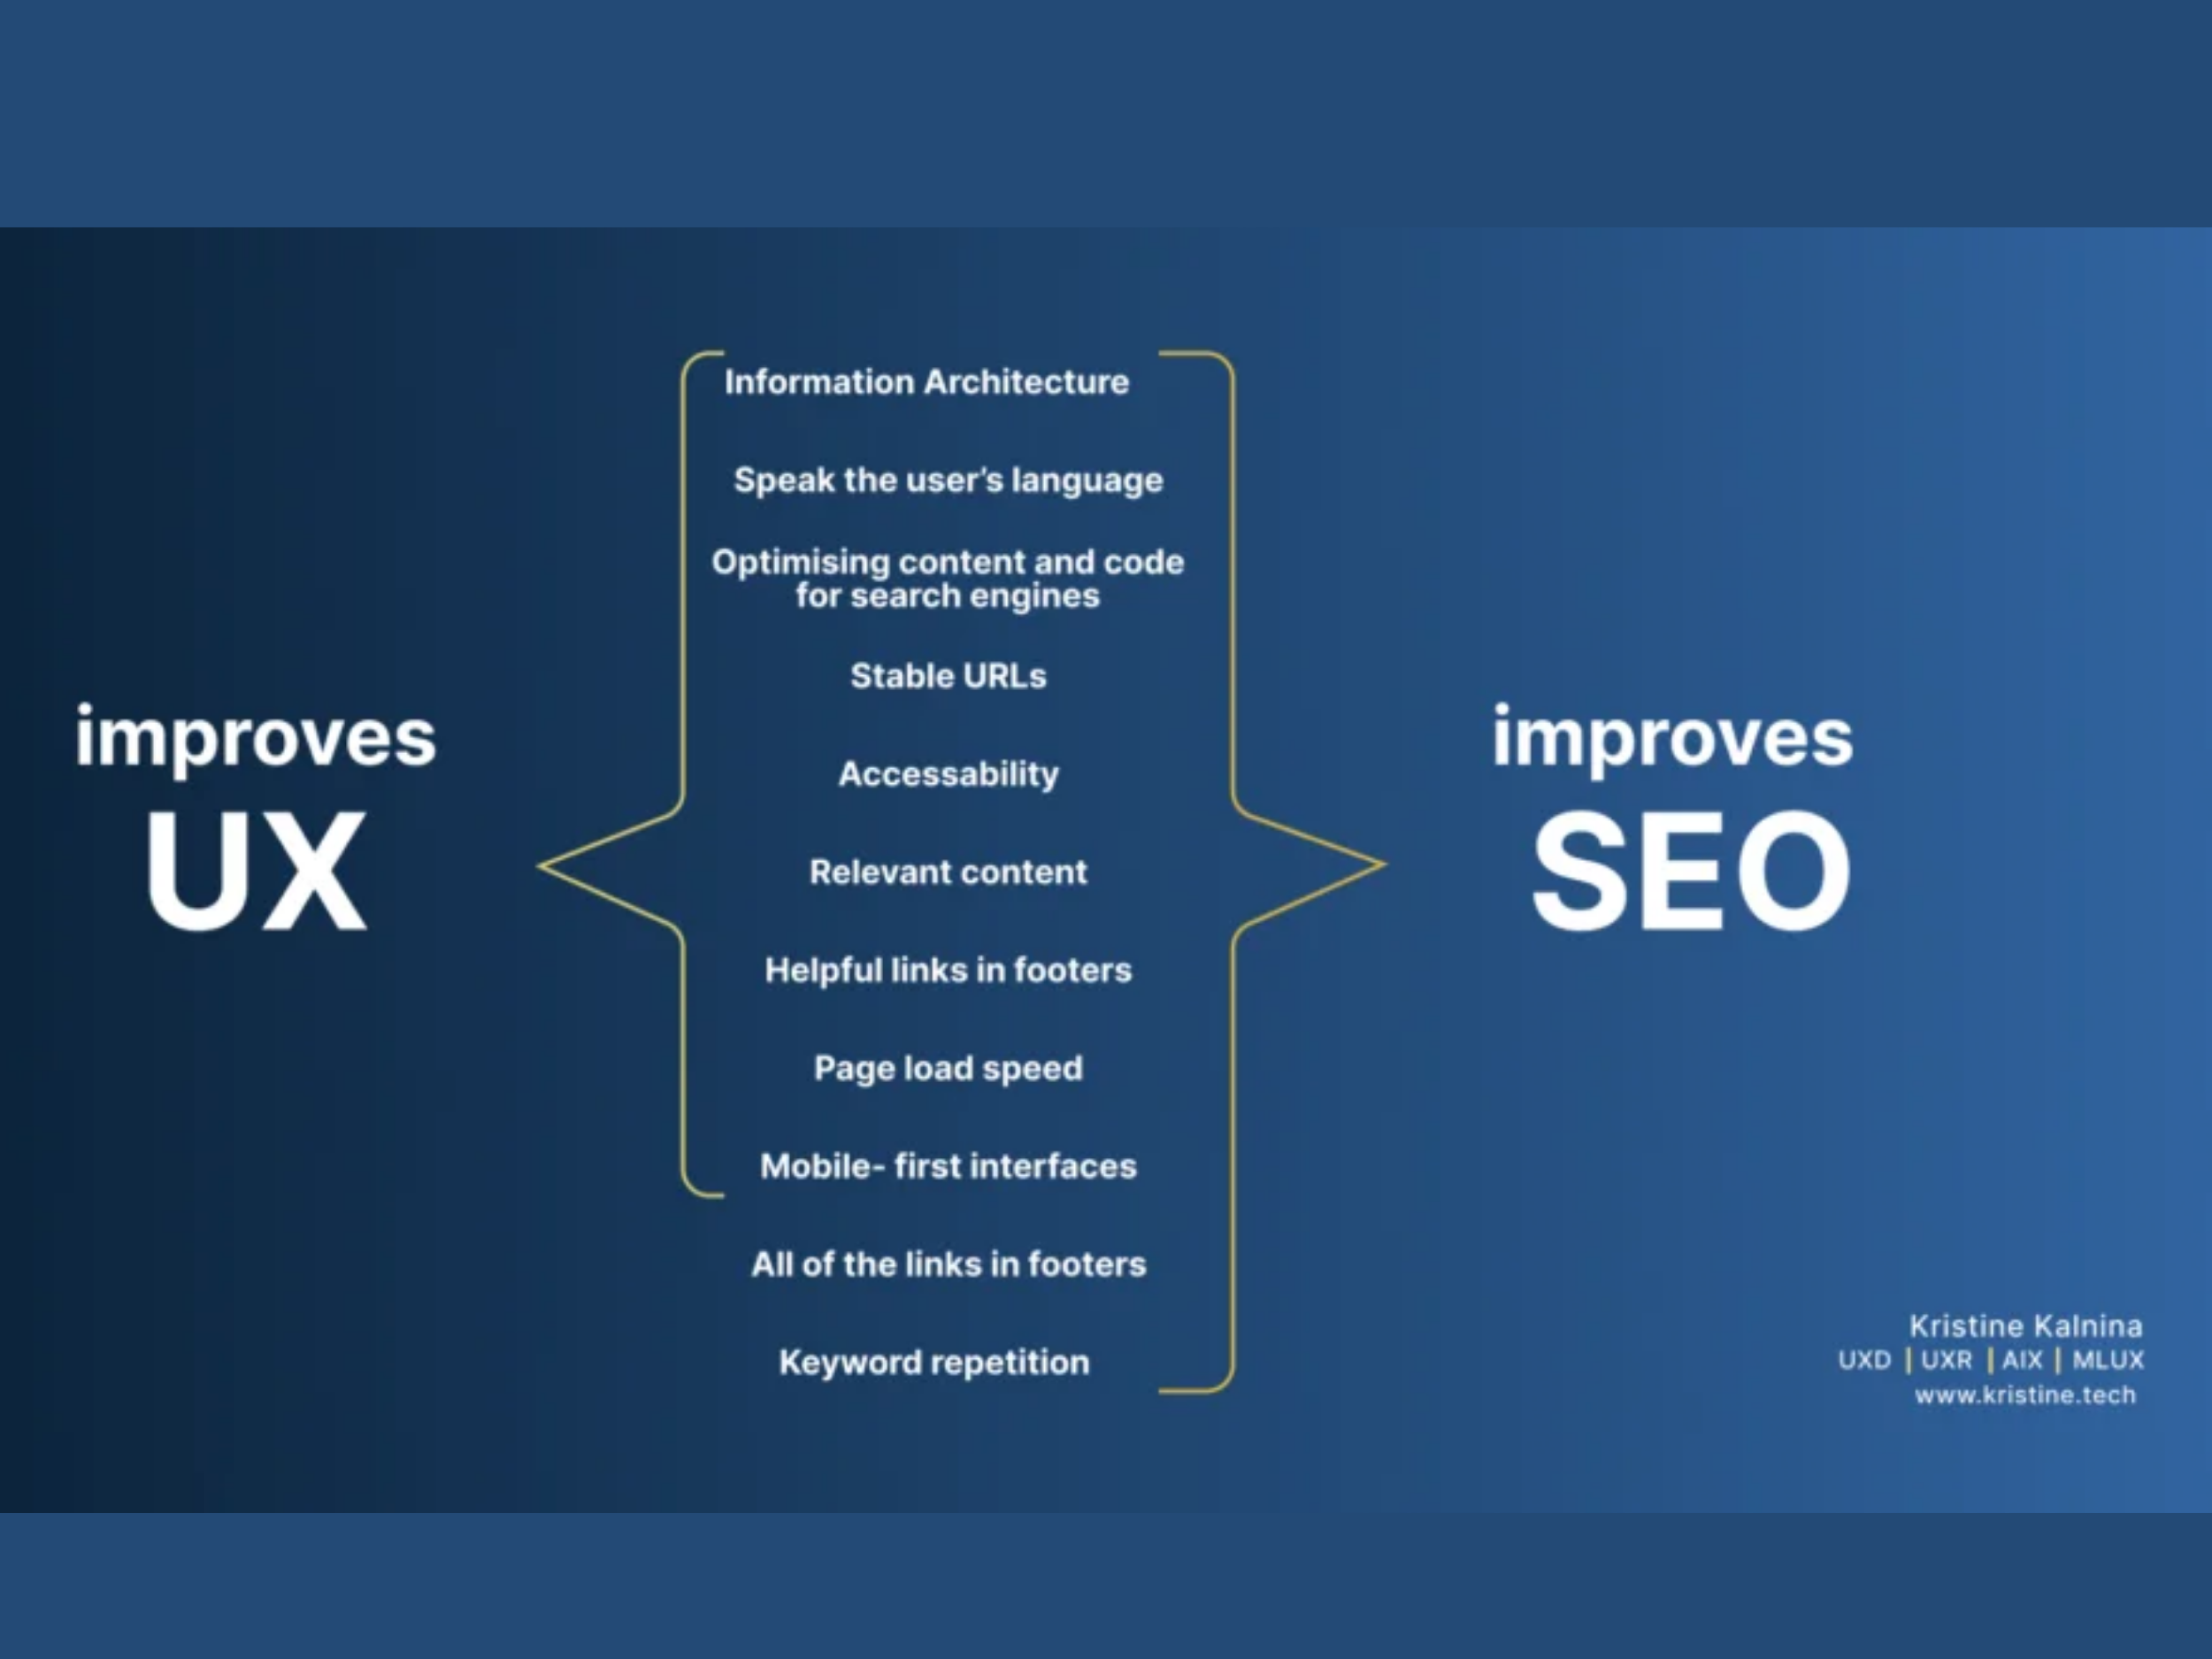 improves
UX
Information Architecture
Speak the user’s language
Optimising content and code
for search engines
Stable URLs
Accessability
Relevant content
Helpful links in footers
Page load speed
Mobile- first interfaces
All of the links in footers
Keyword repetition
improves
SEO
Kristine Kalnina
UXD | UXR | AIX | MLUX
www.kristine.tech